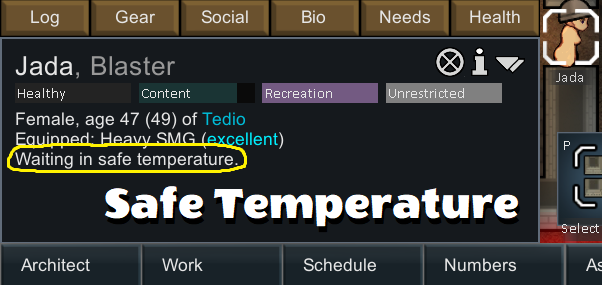 Log Gear Social Bio Needs Health
Jada, Blaster
Jada
Healthy Content Recreation Unrestricted
Female, age 47 (49) of Tedio
Equipped: Heavy SMG (excellent)
Waiting in safe temperature.
P
Safe Temperature
Select
Architect Work Schedule Numbers As